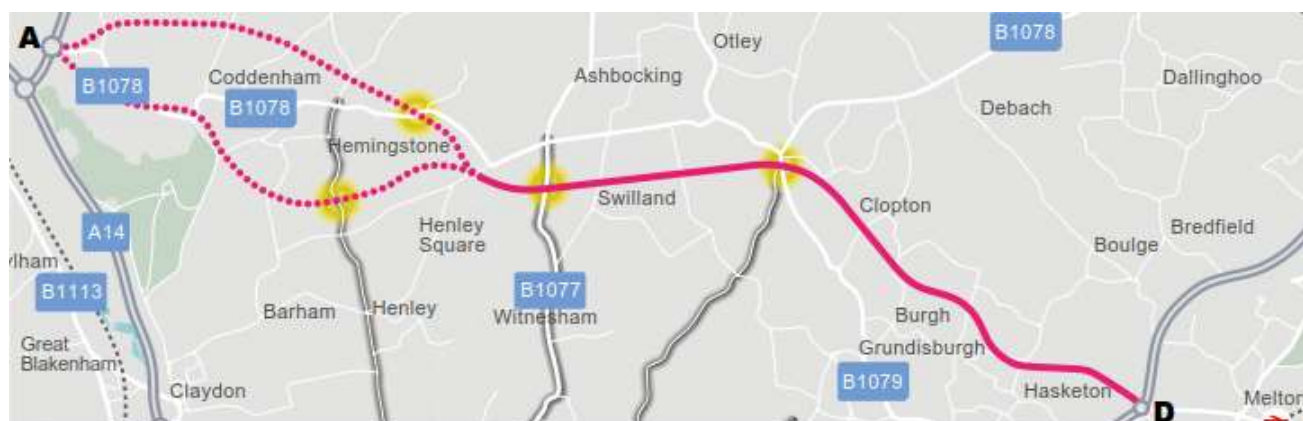 A
B1078
Coddenham
B1078
Hemingstone
Otley
Ashbocking
B1078
Dallinghoo
Debach
Swilland
Clopton
Bredfield
Boulge
Henley
Square
A14
ylham
B1113
B1077
Barham
Henley
Witnesham
Burgh
Grundisburgh
Great
Blakenham
Claydon
B1079
Hasketon
D
Melton